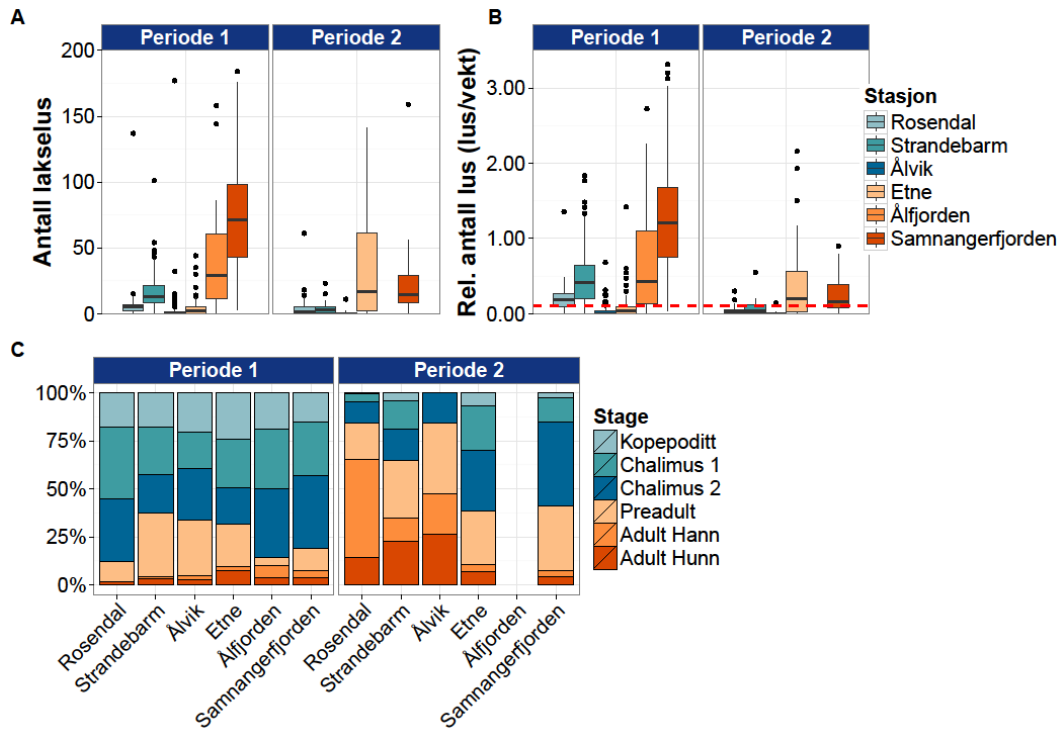 A
Periode 1
Periode 2
Antall lakselus
200
150
100
50
0
B
Periode 1
Periode 2
Rel. antall lus (lus/vekt)
3.00
2.00
1.00
0.00
Stasjon
Rosendal
Strandebarm
Ålvik
Etne
Ålfjorden
Samnangerfjorden
C
Periode 1
Periode 2
100%
75%
50%
25%
0%
Rosendal
Strandebarm
Ålvik
Etne
Ålfjorden
Samnangerfjorden
Rosendal
Strandebarm
Ålvik
Etne
Ålfjorden
Samnangerfjorden
Stage
Kopepoditt
Chalimus 1
Chalimus 2
Preadult
Adult Hann
Adult Hunn